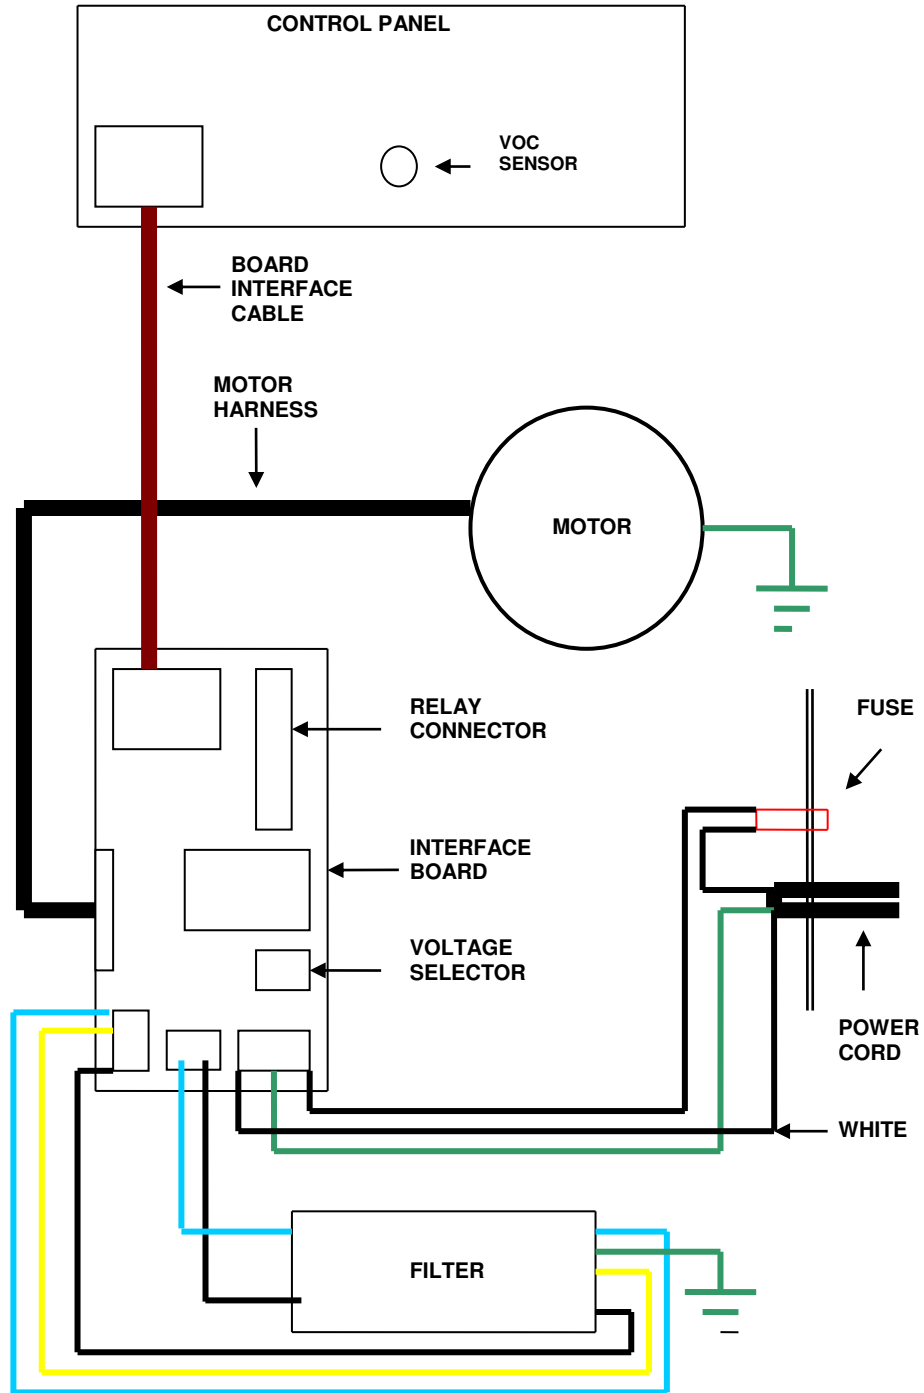 CONTROL PANEL
VOC
SENSOR
BOARD
INTERFACE
CABLE
MOTOR
HARNESS
MOTOR
RELAY
CONNECTOR
FUSE
INTERFACE
BOARD
VOLTAGE
SELECTOR
POWER
CORD
WHITE
FILTER